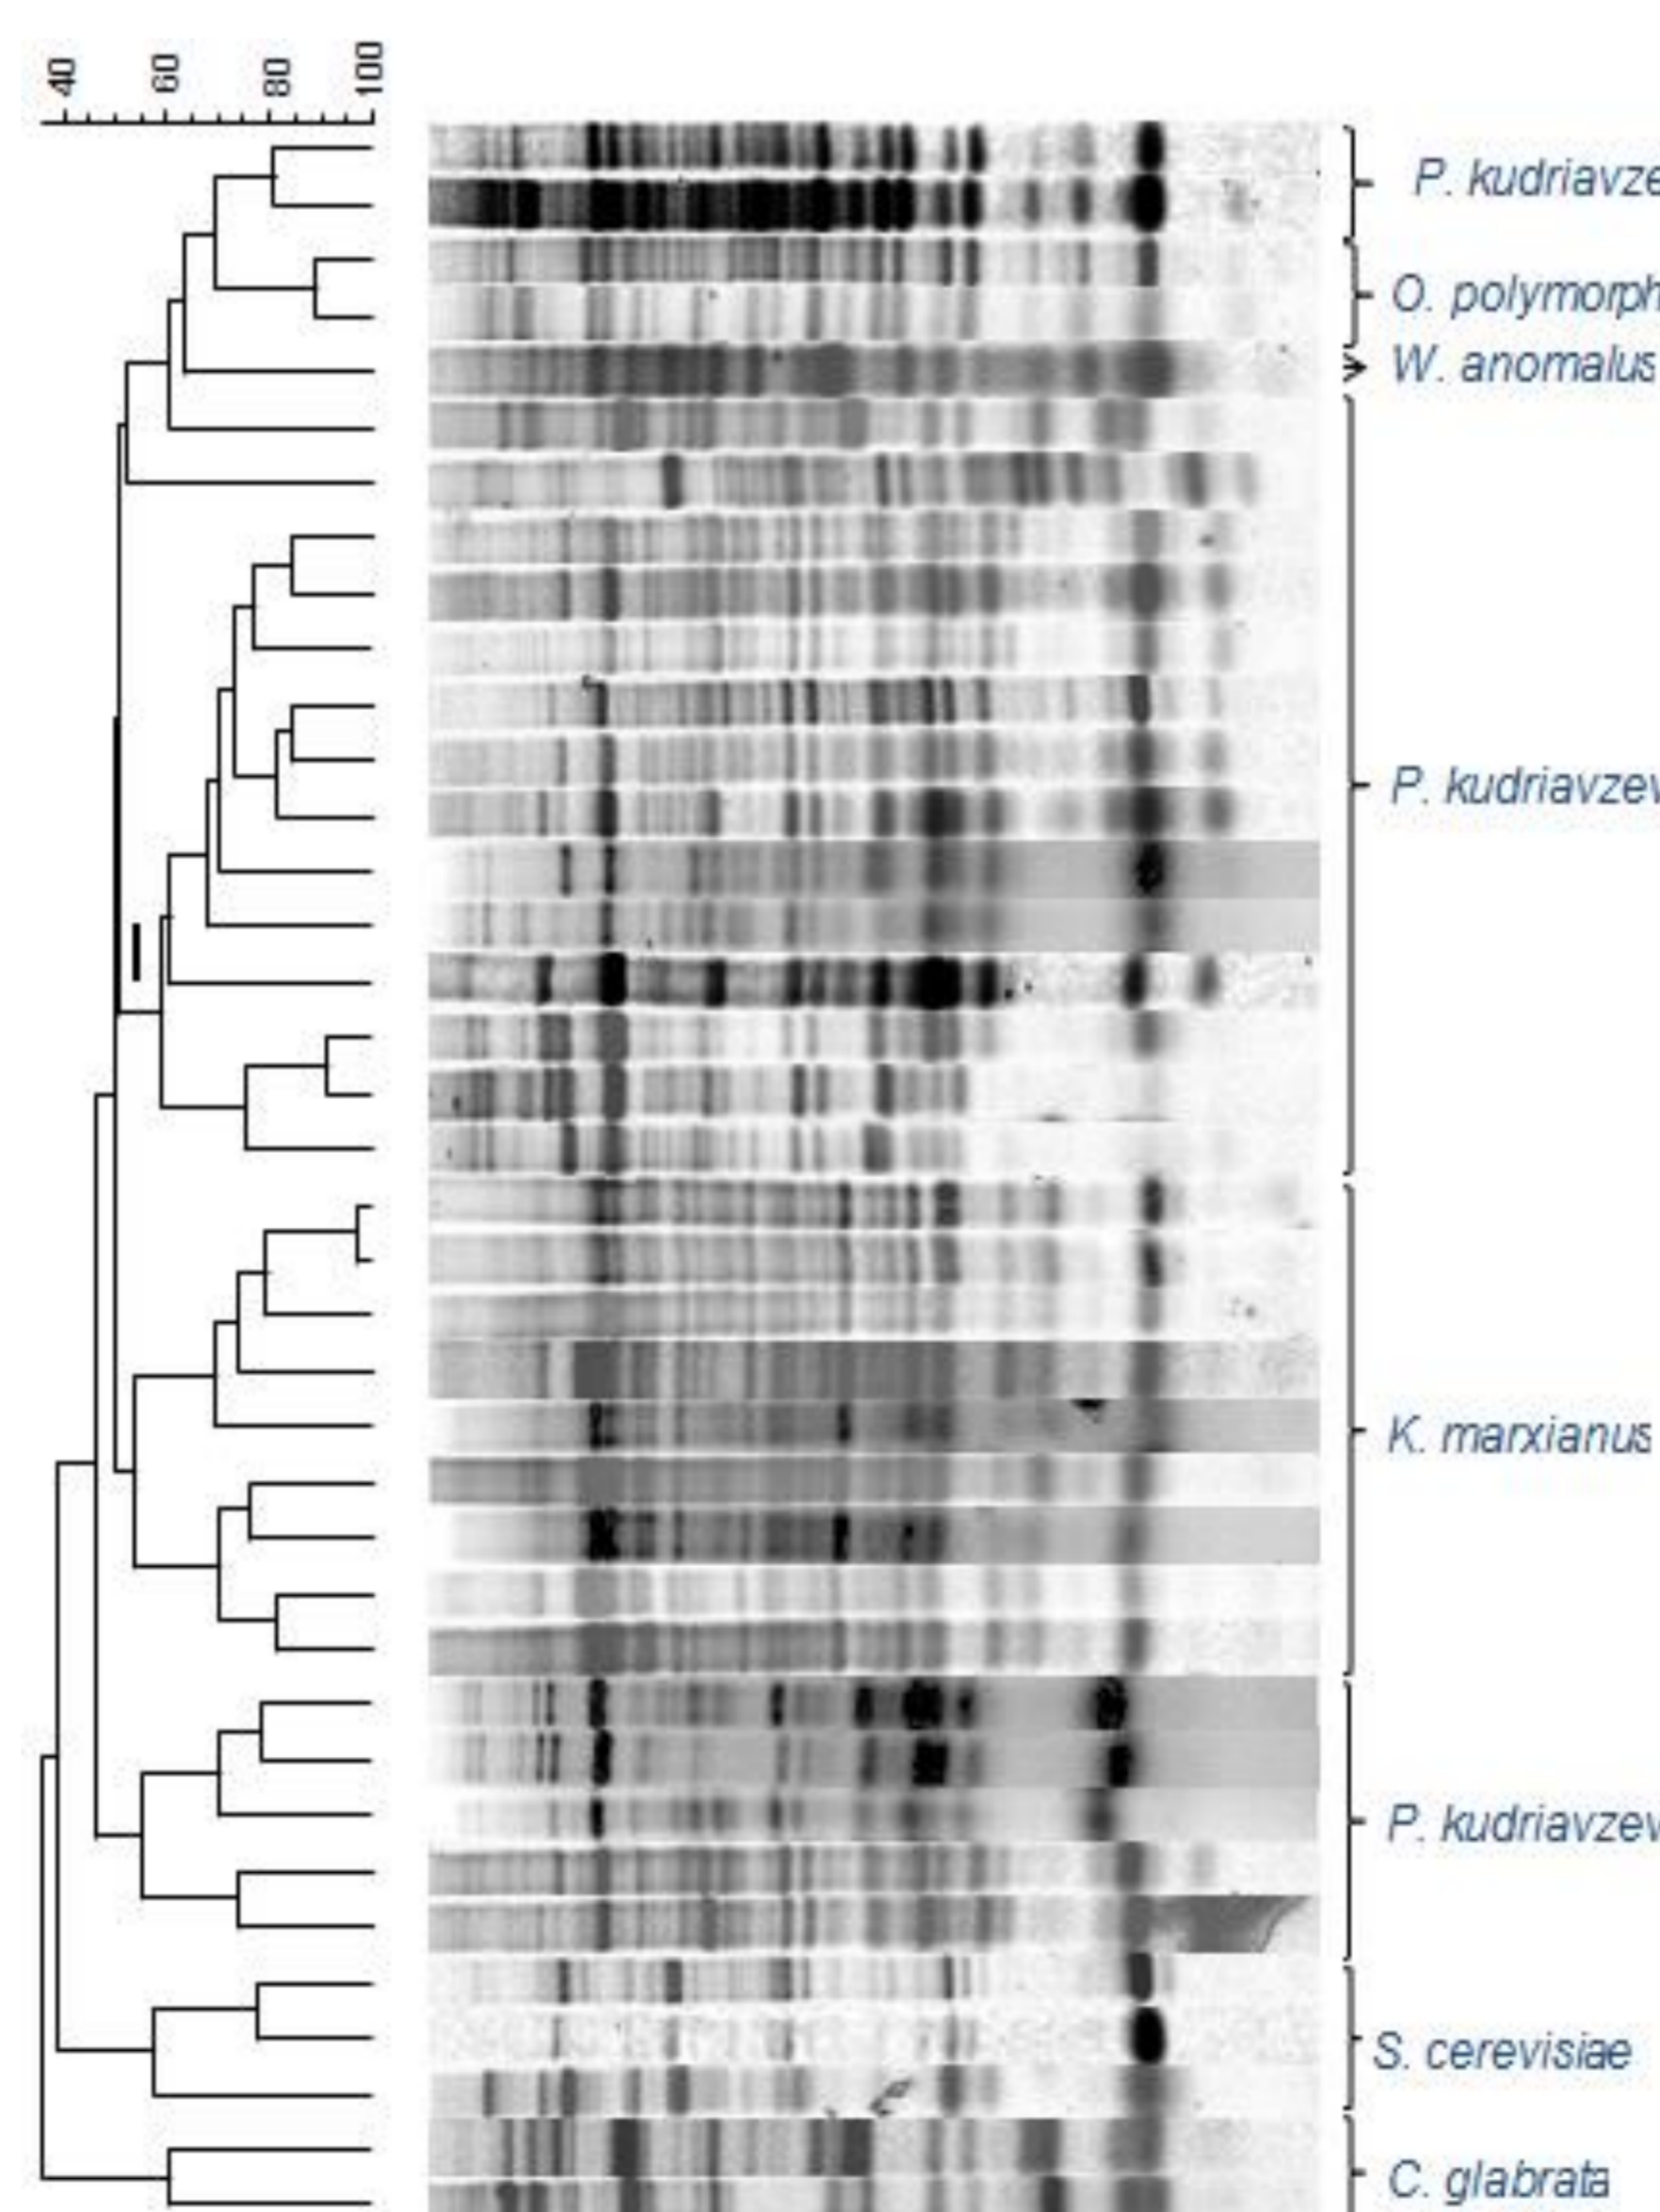 40 60 80 100
P. kudriavze
O. polymorph
W. anomalus
P. kudriavzev
K. marxianus
P. kudriavzev
S. cerevisiae
C. glabrata